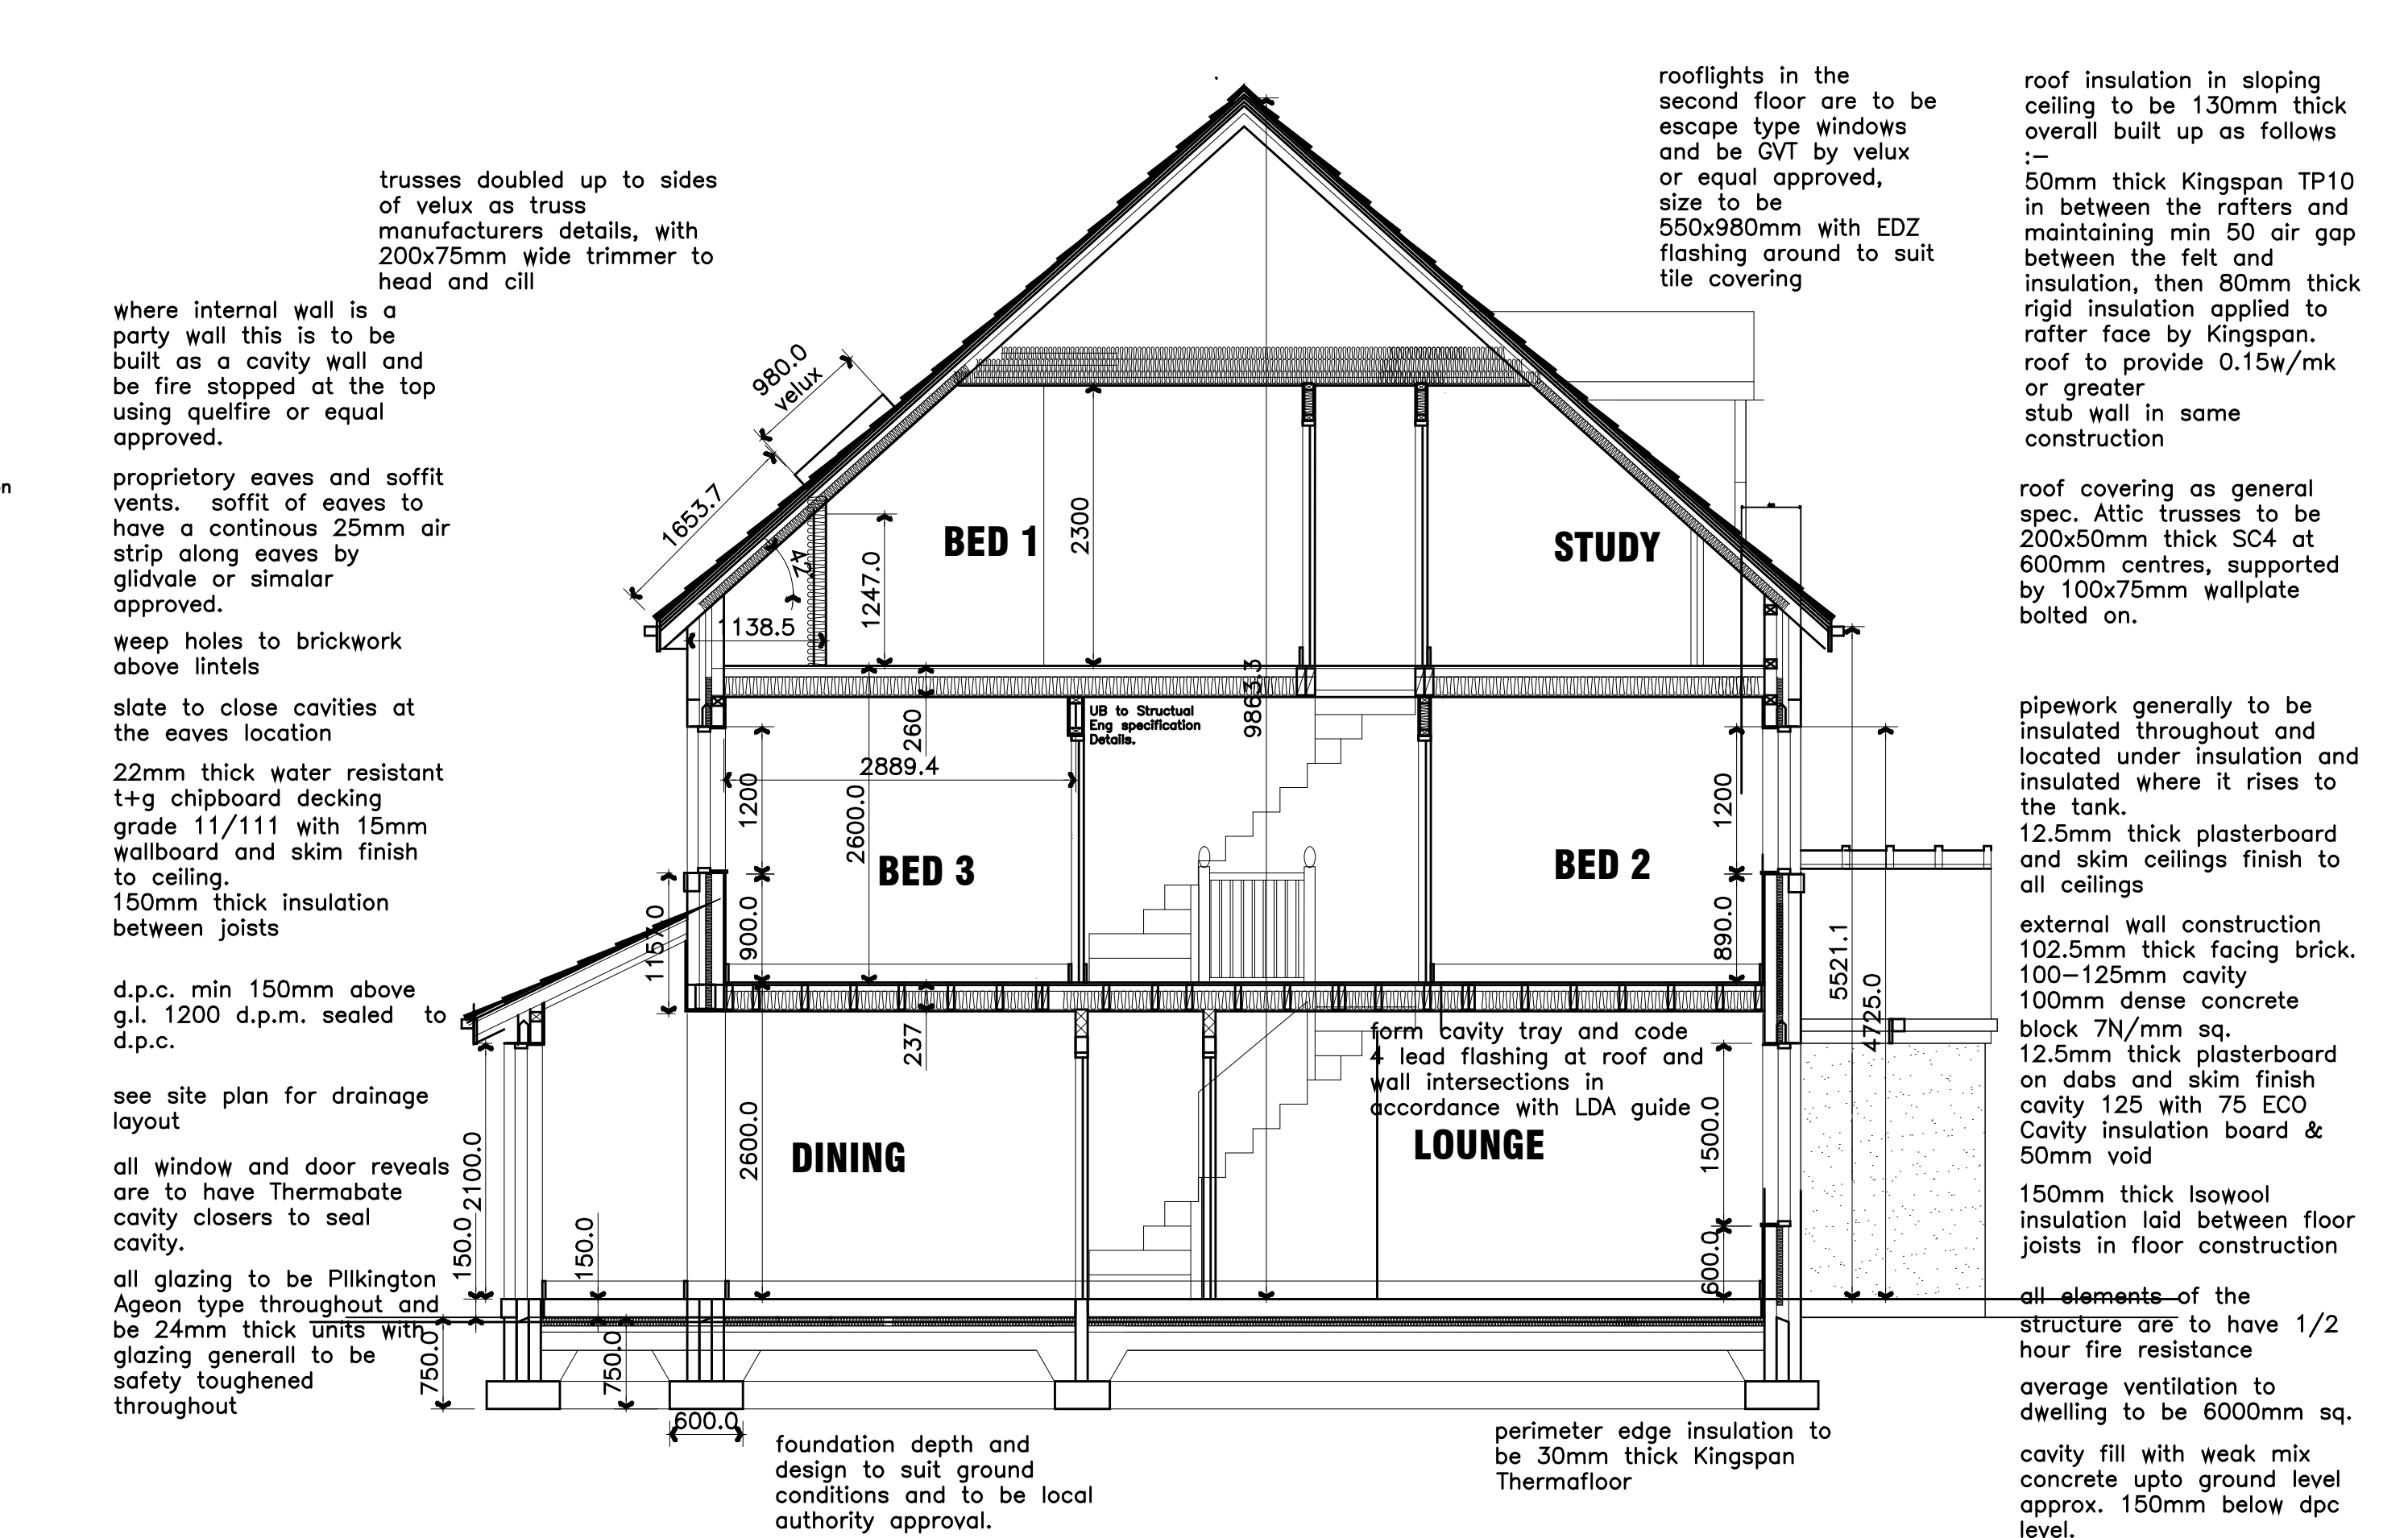 trusses doubled up to sides
of velux as truss
manufacturers details, with
200x75mm wide trimmer to
head and cill
where internal wall is a
party wall this is to be
built as a cavity wall and
be fire stopped at the top
using quelfire or equal
approved.
proprietory eaves and soffit
vents. soffit of eaves to
have a continous 25mm air
strip along eaves by
glidvale or simalar
approved.
weep holes to brickwork
above lintels
slate to close cavities at
the eaves location
22mm thick water resistant
t+g chipboard decking
grade 11/111 with 15mm
wallboard and skim finish
to ceiling.
150mm thick insulation
between joists
d.p.c. min 150mm above
g.l. 1200 d.p.m. sealed to
d.p.c.
see site plan for drainage
layout
all window and door reveals
are to have Thermabate
cavity closers to seal
cavity.
all glazing to be Pllkington
Ageon type throughout and
be 24mm thick units with
glazing generall to be
safety toughened
throughout
980.0
velux
1653.7
42°
1138.5
1247.0
BED 1
2300
STUDY
9863.3
UB to Structual
Eng specification
Details.
260
2889.4
1200
2600.0
BED 3
900.0
1157.0
1200
BED 2
890.0
5521.1
4725.0
237
form cavity tray and code
4 lead flashing at roof and
wall intersections in
accordance with LDA guide
2600.0
DINING
LOUNGE
1500.0
600.0
2100.0
150.0
150.0
750.0
750.0
600.0
foundation depth and
design to suit ground
conditions and to be local
authority approval.
perimeter edge insulation to
be 30mm thick Kingspan
Thermafloor
rooflights in the
second floor are to be
escape type windows
and be GVT by velux
or equal approved,
size to be
550x980mm with EDZ
flashing around to suit
tile covering
roof insulation in sloping
ceiling to be 130mm thick
overall built up as follows
:-
50mm thick Kingspan TP10
in between the rafters and
maintaining min 50 air gap
between the felt and
insulation, then 80mm thick
rigid insulation applied to
rafter face by Kingspan.
roof to provide 0.15w/mk
or greater
stub wall in same
construction
roof covering as general
spec. Attic trusses to be
200x50mm thick SC4 at
600mm centres, supported
by 100x75mm wallplate
bolted on.
pipework generally to be
insulated throughout and
located under insulation and
insulated where it rises to
the tank.
12.5mm thick plasterboard
and skim ceilings finish to
all ceilings
external wall construction
102.5mm thick facing brick.
100-125mm cavity
100mm dense concrete
block 7N/mm sq.
12.5mm thick plasterboard
on dabs and skim finish
cavity 125 with 75 ECO
Cavity insulation board &
50mm void
150mm thick Isowool
insulation laid between floor
joists in floor construction
all elements of the
structure are to have 1/2
hour fire resistance
average ventilation to
dwelling to be 6000mm sq.
cavity fill with weak mix
concrete upto ground level
approx. 150mm below dpc
level.